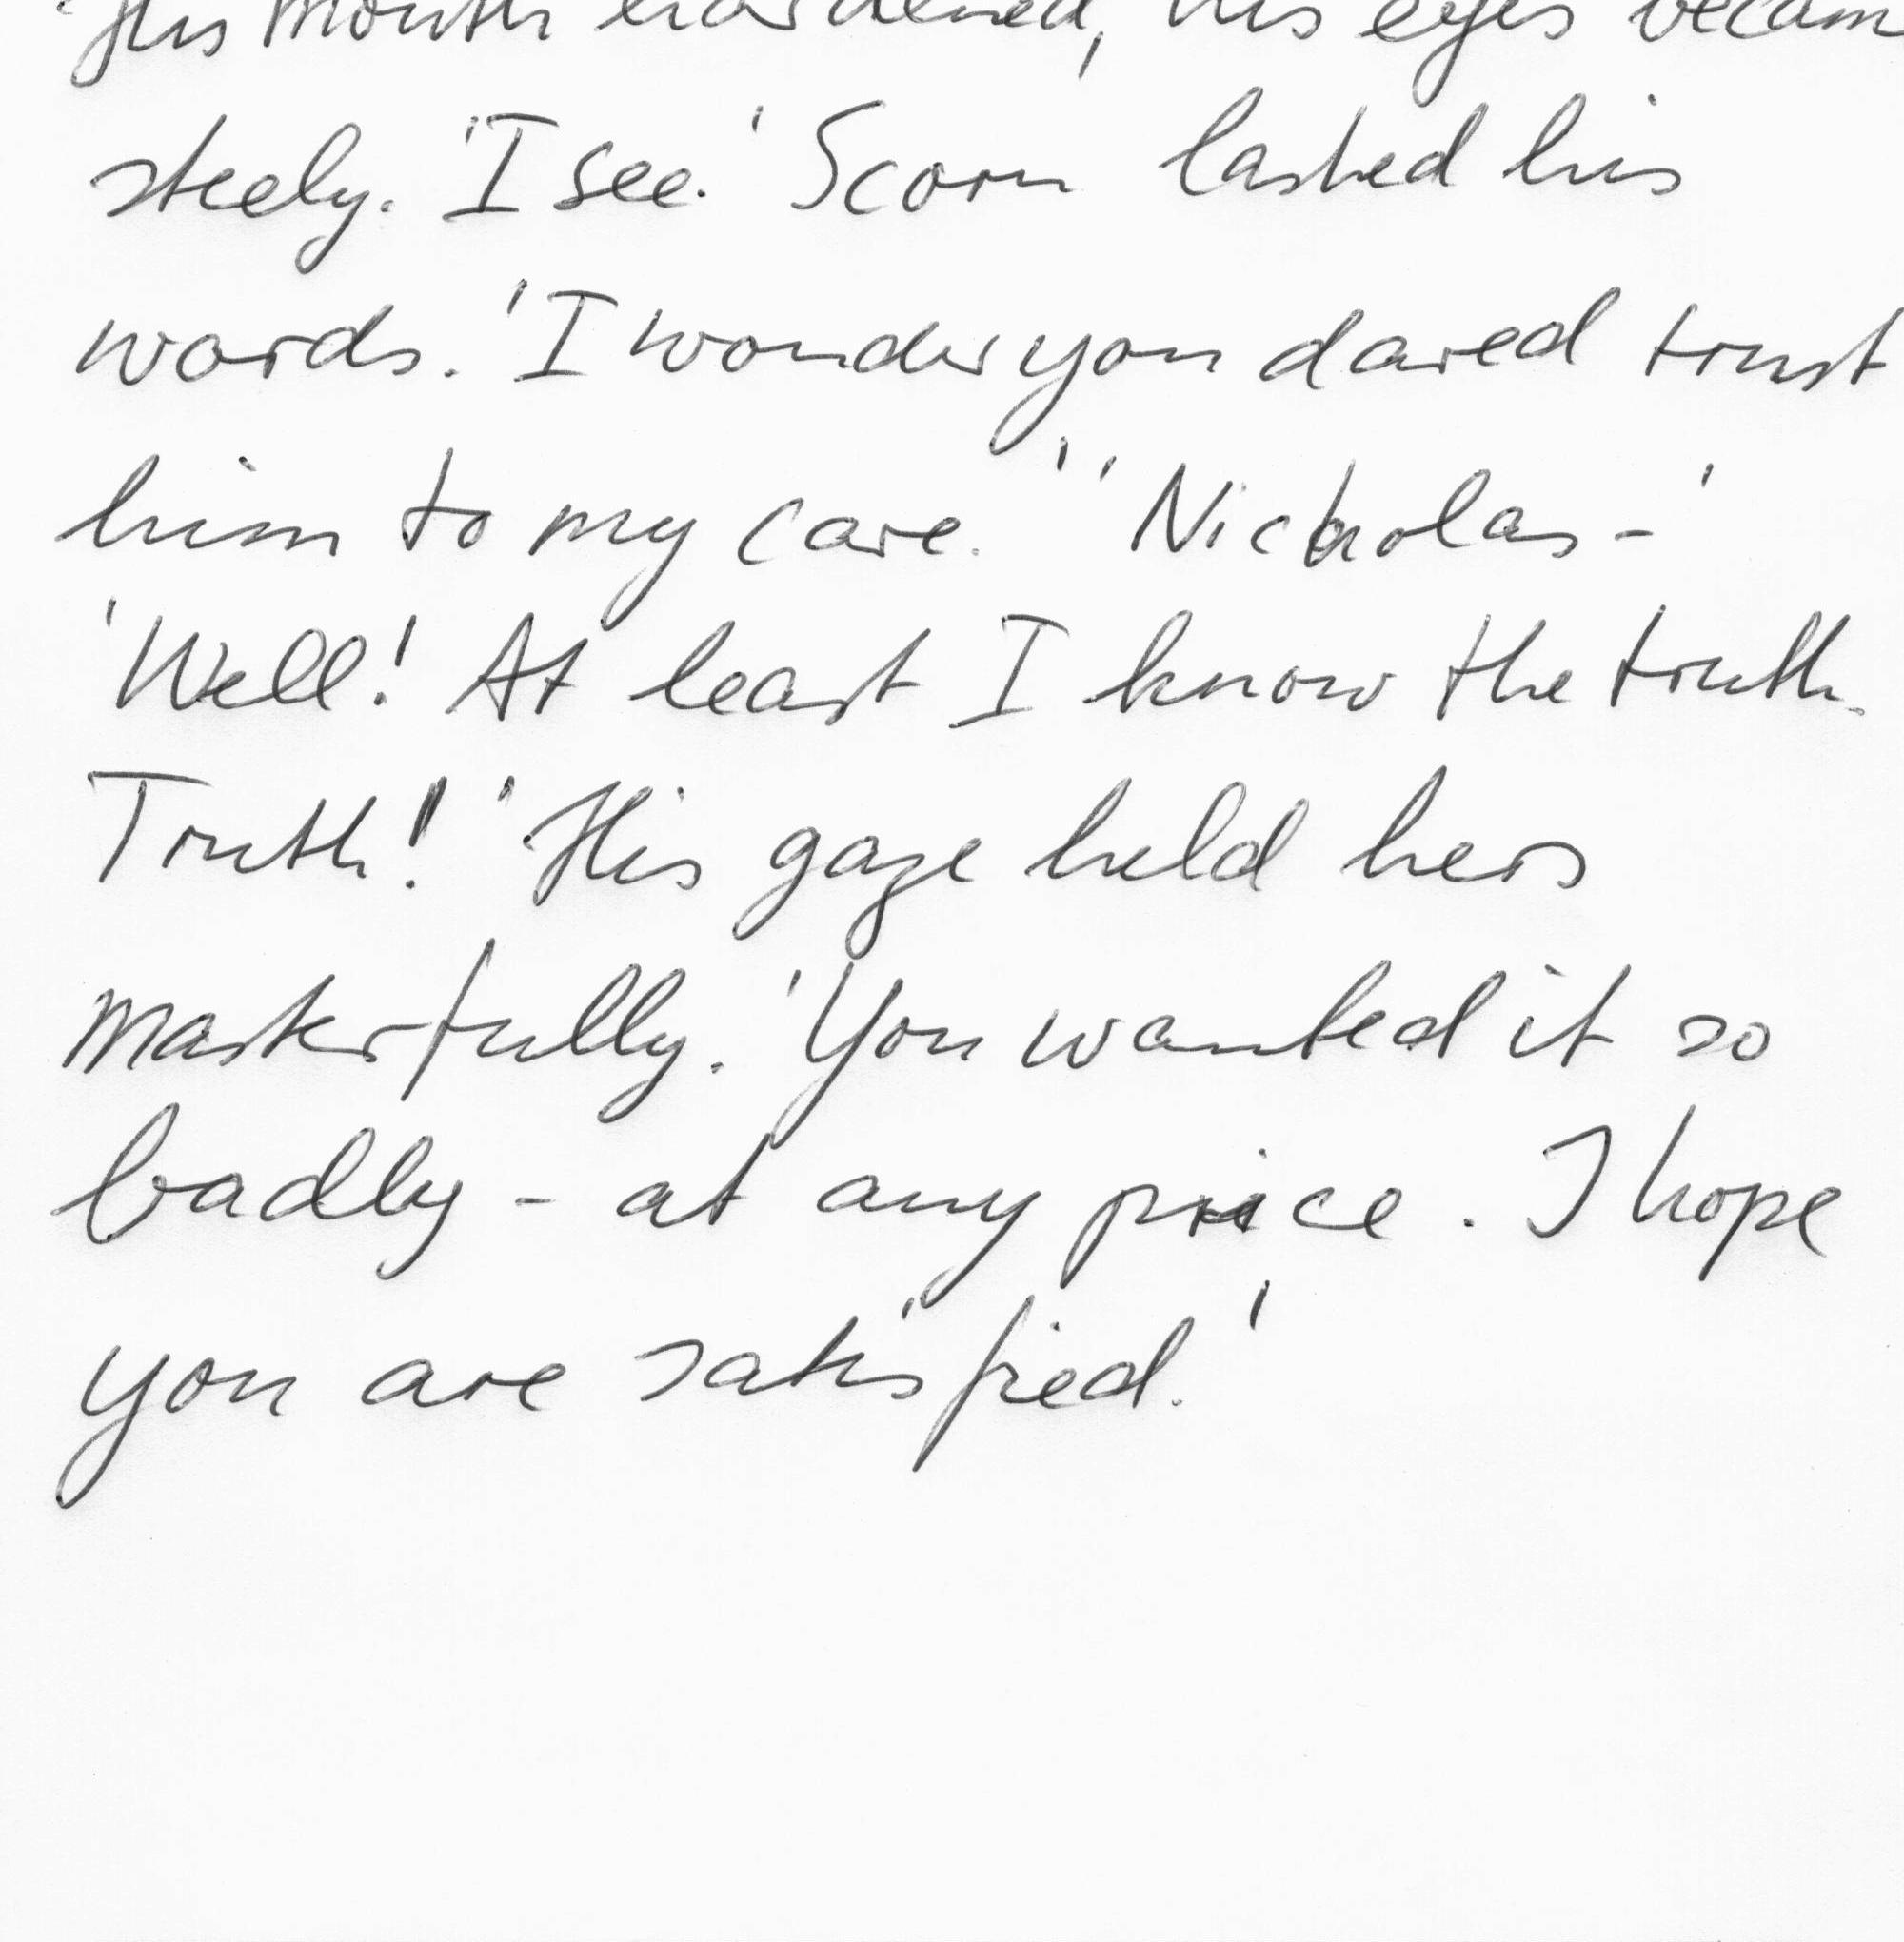 His mouth hardened, his eyes becam
steely. 'I see.' Scorn lashed his
words. 'I wonder you dared trust
him to my care.' 'Nicholas-'
'Well! At least I know the truth.
Truth!' His gaze held hers
masterfully. 'You wanted it so
badly - at any price. I hope
you are satisfied.'